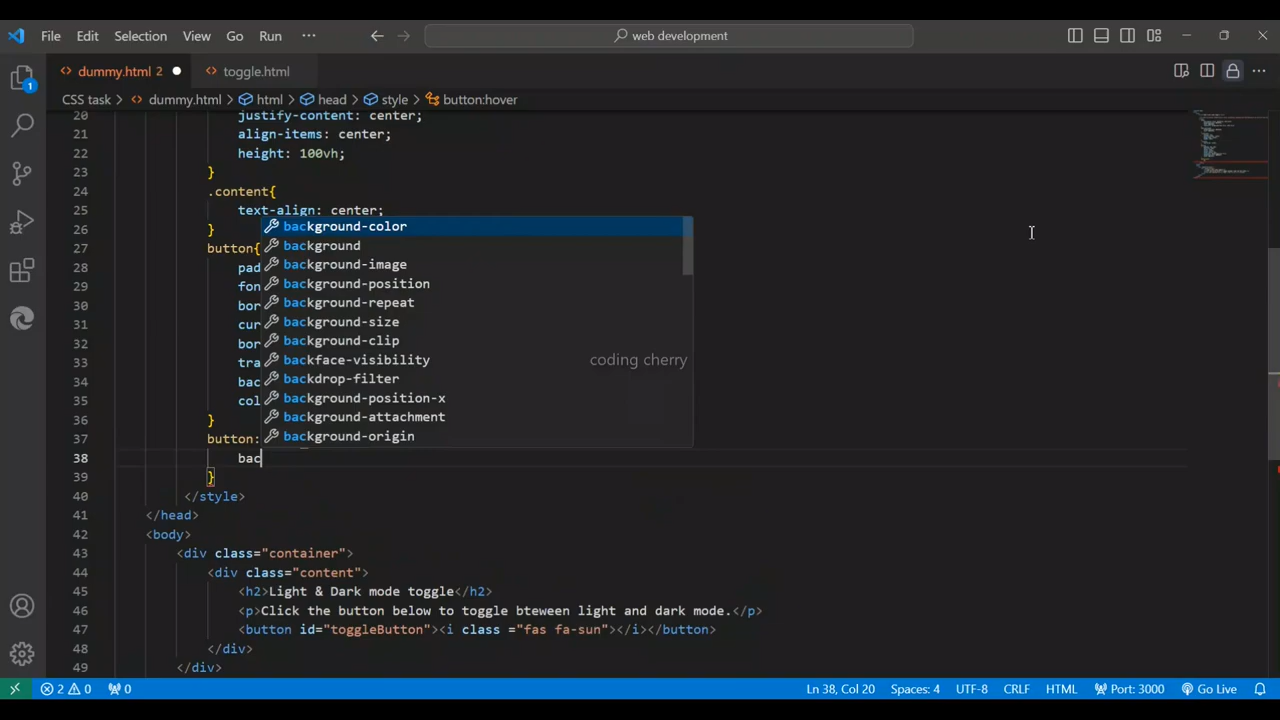 File Edit Selection View Go Run ··· web development
dummy.html 2 toggle.html
CSS task > dummy.html > html > head > style > button:hover
20 justify-content: center;
21 align-items: center;
22 height: 100vh;
23 }
24 .content{
25 text-align: center;
26 }
27 button{
28 pad
29 fon
30 bor
31 cur
32 bor
33 tra
34 bac
35 col
36 }
37 button:
38 bac
39 }
40 </style>
41 </head>
42 <body>
43 <div class="container">
44 <div class="content">
45 <h2>Light & Dark mode toggle</h2>
46 <p>Click the button below to toggle bteween light and dark mode.</p>
47 <button id="toggleButton"><i class ="fas fa-sun"></i></button>
48 </div>
49 </div>
background-color
background
background-image
background-position
background-repeat
background-size
background-clip
backface-visibility
backdrop-filter
background-position-x
background-attachment
background-origin
coding cherry
1
2 0 0 Ln 38, Col 20 Spaces: 4 UTF-8 CRLF HTML Port: 3000 Go Live